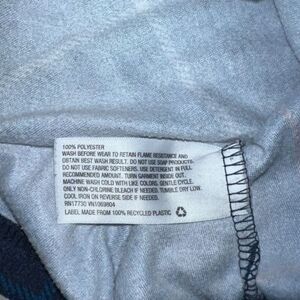 100% POLYESTER
WASH BEFORE WEAR TO RETAIN FLAME RESISTANCE AND
OBTAIN BEST WASH RESULT. DO NOT USE SOAP PRODUCTS.
DO NOT USE FABRIC SOFTENERS. USE DETERGENT IN FULL
RECOMMENDED AMOUNT. TURN GARMENT INSIDE OUT.
MACHINE WASH COLD WITH LIKE COLORS, GENTLE CYCLE.
ONLY NON-CHLORINE BLEACH IF NEEDED. TUMBLE DRY LOW.
COOL IRON ON REVERSE SIDE IF NEEDED.
RN17730 VN1/069804
LABEL MADE FROM 100% RECYCLED PLASTIC